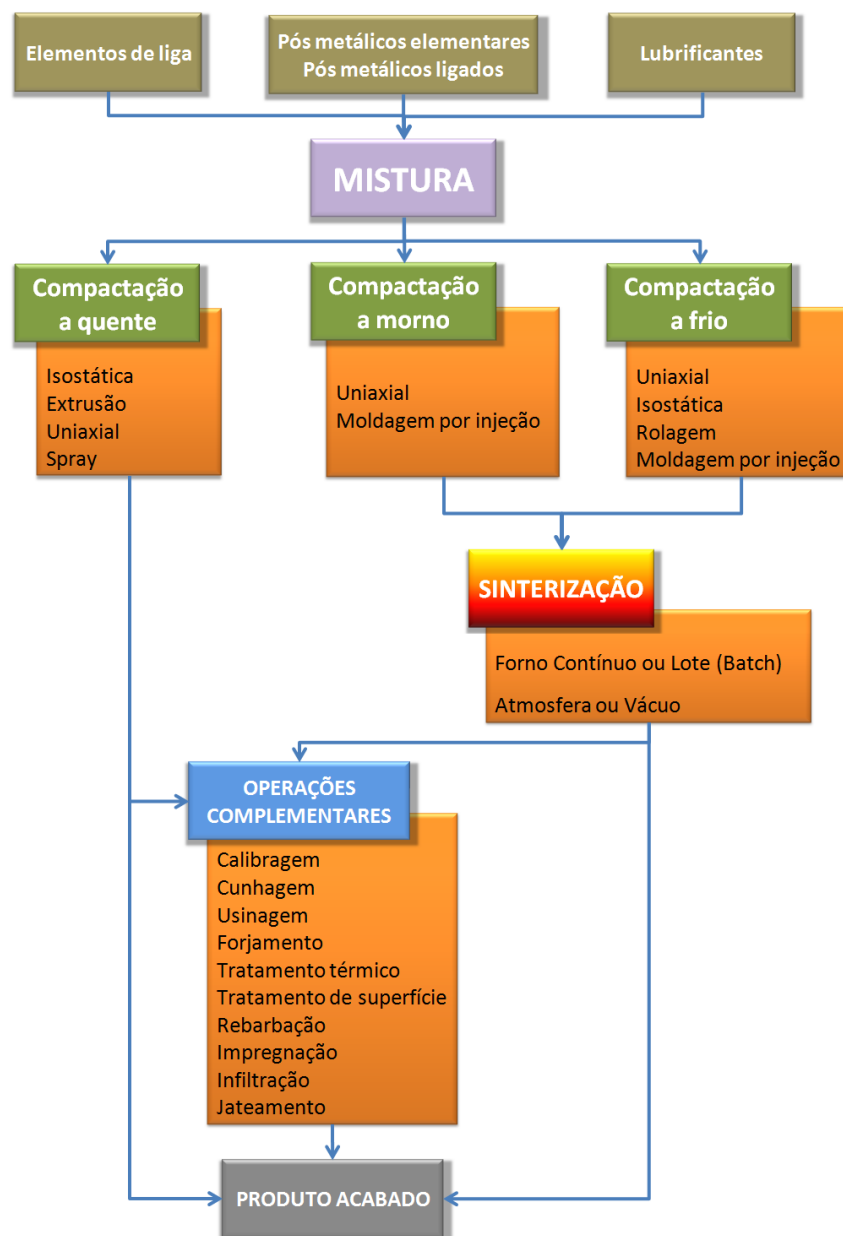 Elementos de liga
Pós metálicos elementares
Pós metálicos ligados
Lubrificantes
MISTURA
Compactação
a quente
Isostática
Extrusão
Uniaxial
Spray
Compactação
a morno
Uniaxial
Moldagem por injeção
Compactação
a frio
Uniaxial
Isostática
Rolagem
Moldagem por injeção
SINTERIZAÇÃO
Forno Contínuo ou Lote (Batch)
Atmosfera ou Vácuo
OPERAÇÕES
COMPLEMENTARES
Calibragem
Cunhagem
Usinagem
Forjamento
Tratamento térmico
Tratamento de superfície
Rebarbação
Impregnação
Infiltração
Jateamento
PRODUTO ACABADO